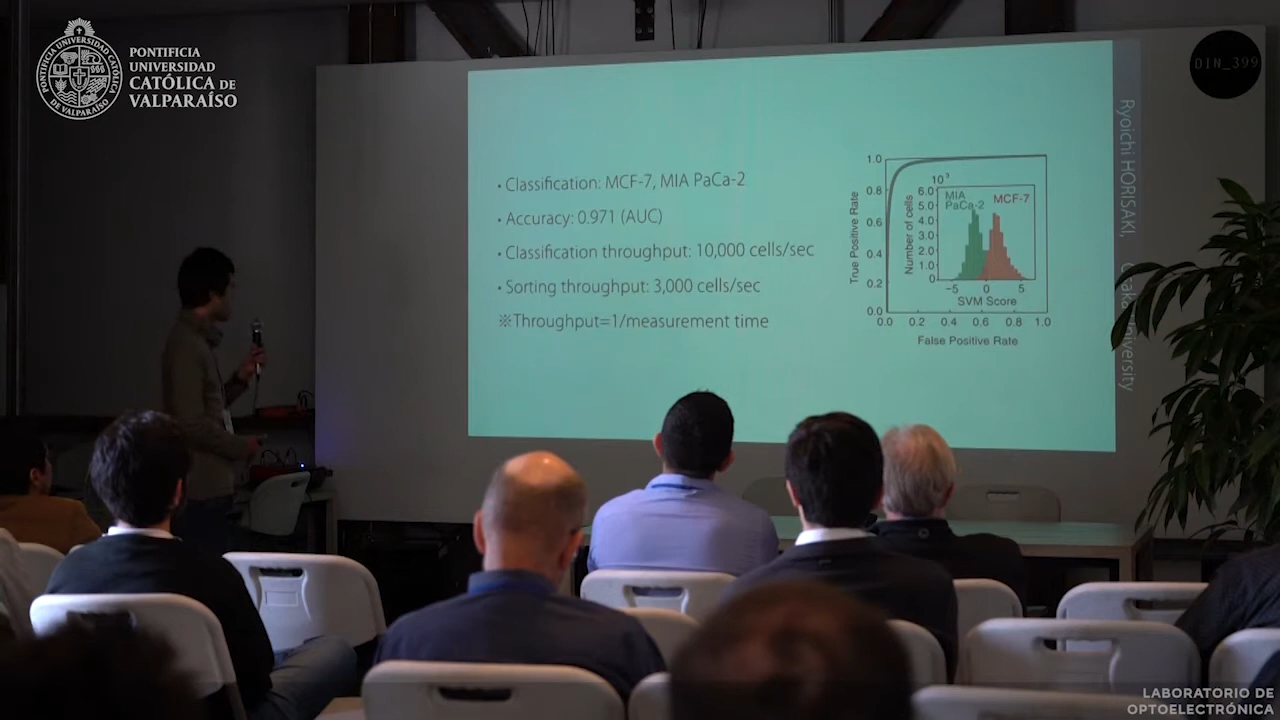 PONTIFICIA
UNIVERSIDAD
CATÓLICA DE
VALPARAÍSO
DIN_399
• Classification: MCF-7, MIA PaCa-2
• Accuracy: 0.971 (AUC)
• Classification throughput: 10,000 cells/sec
• Sorting throughput: 3,000 cells/sec
※Throughput=1/measurement time
True Positive Rate
1.0
0.8
0.6
0.4
0.2
0.0
0.0 0.2 0.4 0.6 0.8 1.0
False Positive Rate
10³
Number of cells
6.0
5.0
4.0
3.0
2.0
1.0
0
MIA
PaCa-2
MCF-7
−5 0 5
SVM Score
Ryoichi HORISAKI, University
LABORATORIO DE
OPTOELECTRÓNICA